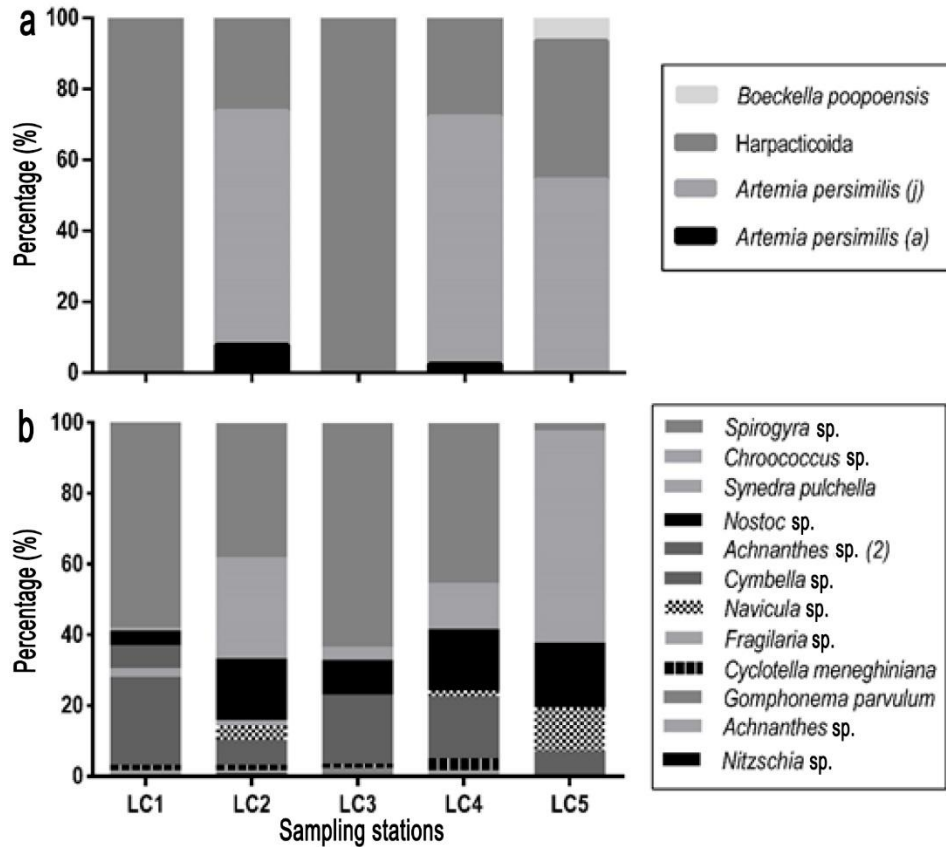 a
100
80
60
40
20
0
Percentage (%)
Boeckella poopoensis
Harpacticoida
Artemia persimilis (j)
Artemia persimilis (a)
b
100
80
60
40
20
0
Percentage (%)
LC1 LC2 LC3 LC4 LC5
Sampling stations
Spirogyra sp.
Chroococcus sp.
Synedra pulchella
Nostoc sp.
Achnanthes sp. (2)
Cymbella sp.
Navicula sp.
Fragilaria sp.
Cyclotella meneghiniana
Gomphonema parvulum
Achnanthes sp.
Nitzschia sp.